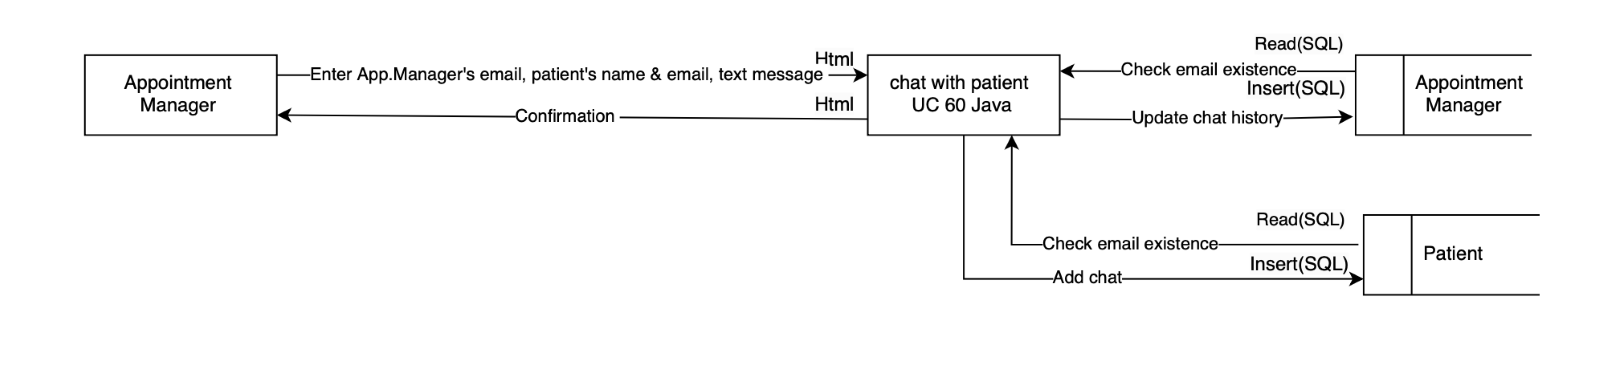 Appointment
Manager
Html
Enter App.Manager's email, patient's name & email, text message
Html
Confirmation
chat with patient
UC 60 Java
Read(SQL)
Check email existence
Insert(SQL)
Update chat history
Appointment
Manager
Read(SQL)
Check email existence
Insert(SQL)
Add chat
Patient